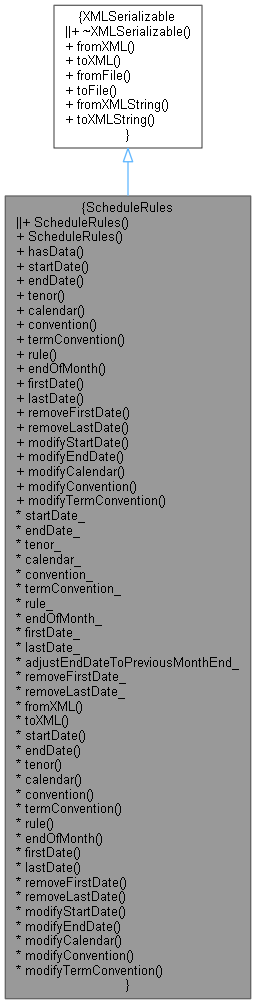 {XMLSerializable
||+ ~XMLSerializable()
+ fromXML()
+ toXML()
+ fromFile()
+ toFile()
+ fromXMLString()
+ toXMLString()
}
{ScheduleRules
||+ ScheduleRules()
+ ScheduleRules()
+ hasData()
+ startDate()
+ endDate()
+ tenor()
+ calendar()
+ convention()
+ termConvention()
+ rule()
+ endOfMonth()
+ firstDate()
+ lastDate()
+ removeFirstDate()
+ removeLastDate()
+ modifyStartDate()
+ modifyEndDate()
+ modifyCalendar()
+ modifyConvention()
+ modifyTermConvention()
* startDate_
* endDate_
* tenor_
* calendar_
* convention_
* termConvention_
* rule_
* endOfMonth_
* firstDate_
* lastDate_
* adjustEndDateToPreviousMonthEnd_
* removeFirstDate_
* removeLastDate_
* fromXML()
* toXML()
* startDate()
* endDate()
* tenor()
* calendar()
* convention()
* termConvention()
* rule()
* endOfMonth()
* firstDate()
* lastDate()
* removeFirstDate()
* removeLastDate()
* modifyStartDate()
* modifyEndDate()
* modifyCalendar()
* modifyConvention()
* modifyTermConvention()
}